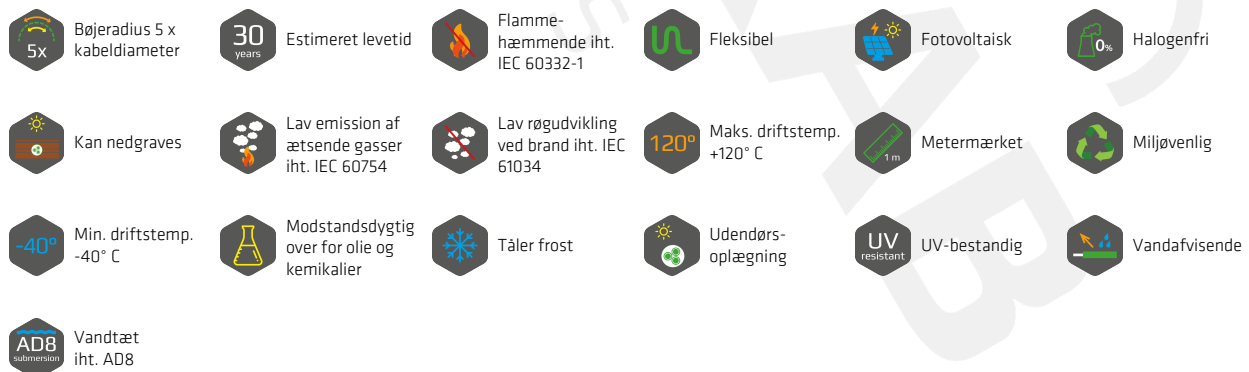 5x
Bøjeradius 5 x
kabeldiameter
30
years
Estimeret levetid
Flamme-
hæmmende iht.
IEC 60332-1
Fleksibel
Fotovoltaisk
0%
Halogenfri
Kan nedgraves
Lav emission af
ætsende gasser
iht. IEC 60754
Lav røgudvikling
ved brand iht. IEC
61034
120°
Maks. driftstemp.
+120° C
1 m
Metermærket
Miljøvenlig
-40°
Min. driftstemp.
-40° C
Modstandsdygtig
over for olie og
kemikalier
Tåler frost
Udendørs-
oplægning
UV
resistant
UV-bestandig
Vandafvisende
AD8
submersion
Vandtæt
iht. AD8